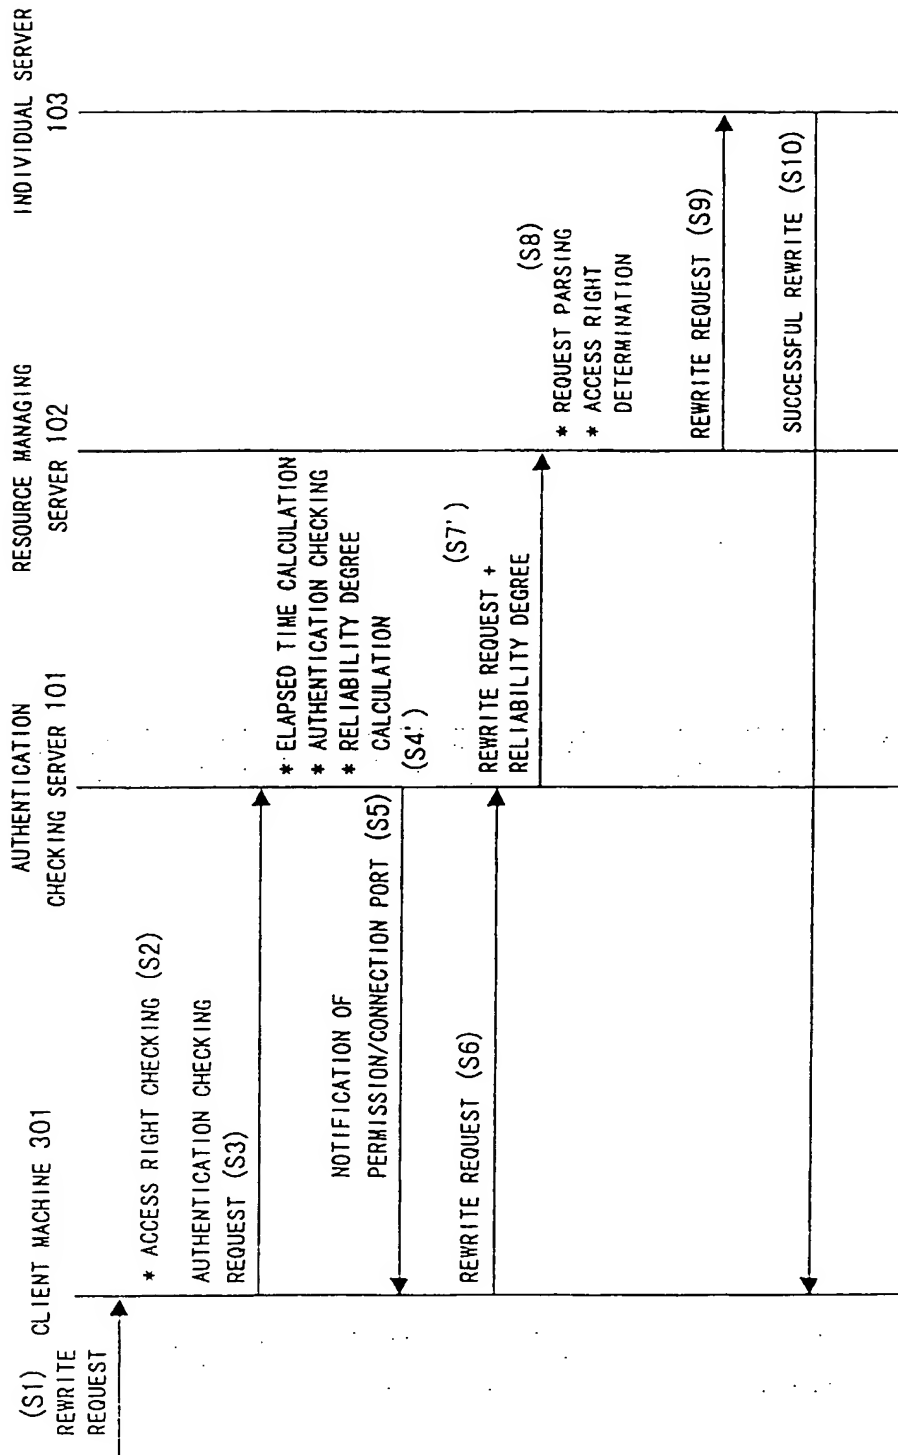 (S1)
REWRITE
REQUEST
CLIENT MACHINE 301
AUTHENTICATION
CHECKING SERVER 101
RESOURCE MANAGING
SERVER 102
INDIVIDUAL SERVER
103
* ACCESS RIGHT CHECKING (S2)
AUTHENTICATION CHECKING
REQUEST (S3)
* ELAPSED TIME CALCULATION
* AUTHENTICATION CHECKING
* RELIABILITY DEGREE
CALCULATION
(S4')
NOTIFICATION OF
PERMISSION/CONNECTION PORT (S5)
REWRITE REQUEST (S6)
(S7')
REWRITE REQUEST +
RELIABILITY DEGREE
(S8)
* REQUEST PARSING
* ACCESS RIGHT
DETERMINATION
REWRITE REQUEST (S9)
SUCCESSFUL REWRITE (S10)